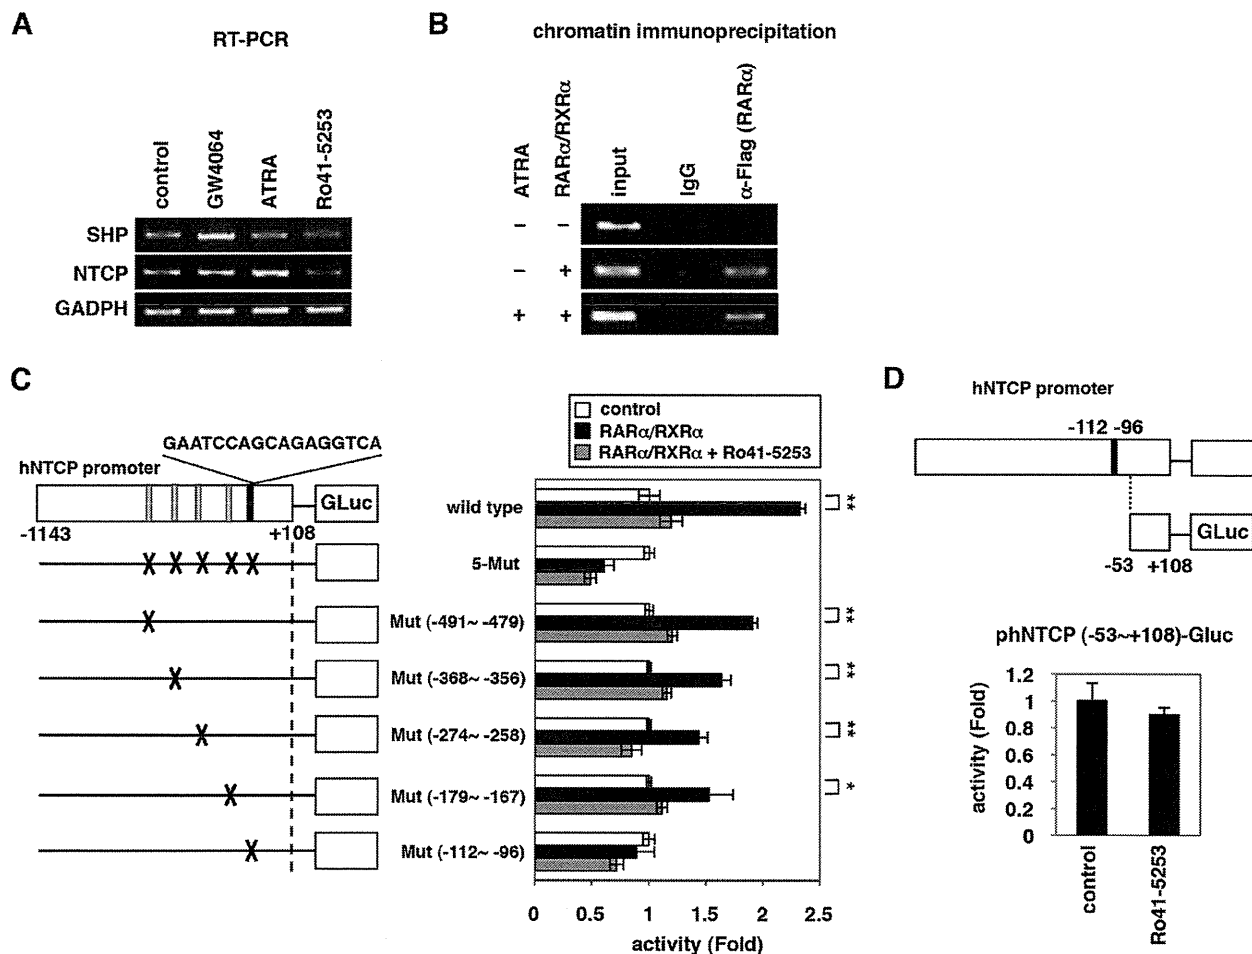 A
RT-PCR
control
GW4064
ATRA
Ro41-5253
SHP
NTCP
GADPH
B
chromatin immunoprecipitation
ATRA
RARα/RXRα
input
IgG
α-Flag (RARα)
− −
− +
+ +
C
GAATCCAGCAGAGGTCA
hNTCP promoter
GLuc
-1143
+108
X X X X X
X
X
X
X
X
control
RARα/RXRα
RARα/RXRα + Ro41-5253
wild type
**
5-Mut
Mut (-491~ -479)
**
Mut (-368~ -356)
**
Mut (-274~ -258)
**
Mut (-179~ -167)
*
Mut (-112~ -96)
0 0.5 1 1.5 2 2.5
activity (Fold)
D
hNTCP promoter
-112 -96
GLuc
-53 +108
phNTCP (-53~+108)-Gluc
activity (Fold)
1.2
1
0.8
0.6
0.4
0.2
0
control
Ro41-5253